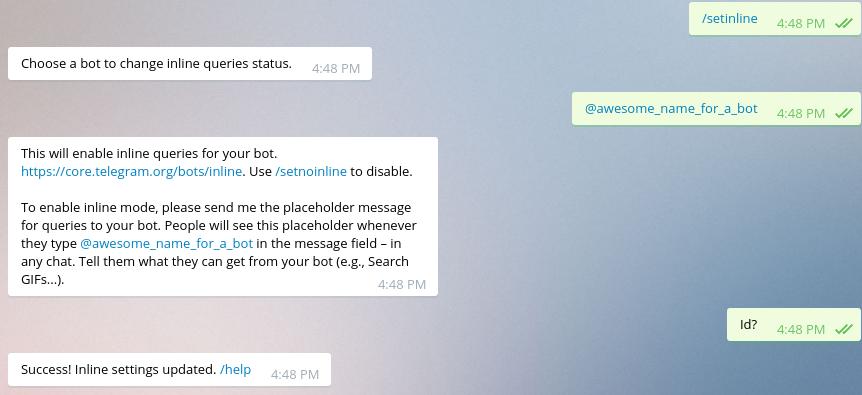 /setinline 4:48 PM
Choose a bot to change inline queries status. 4:48 PM
@awesome_name_for_a_bot 4:48 PM
This will enable inline queries for your bot.
https://core.telegram.org/bots/inline. Use /setnoinline to disable.
To enable inline mode, please send me the placeholder message
for queries to your bot. People will see this placeholder whenever
they type @awesome_name_for_a_bot in the message field – in
any chat. Tell them what they can get from your bot (e.g., Search
GIFs...). 4:48 PM
Id? 4:48 PM
Success! Inline settings updated. /help 4:48 PM